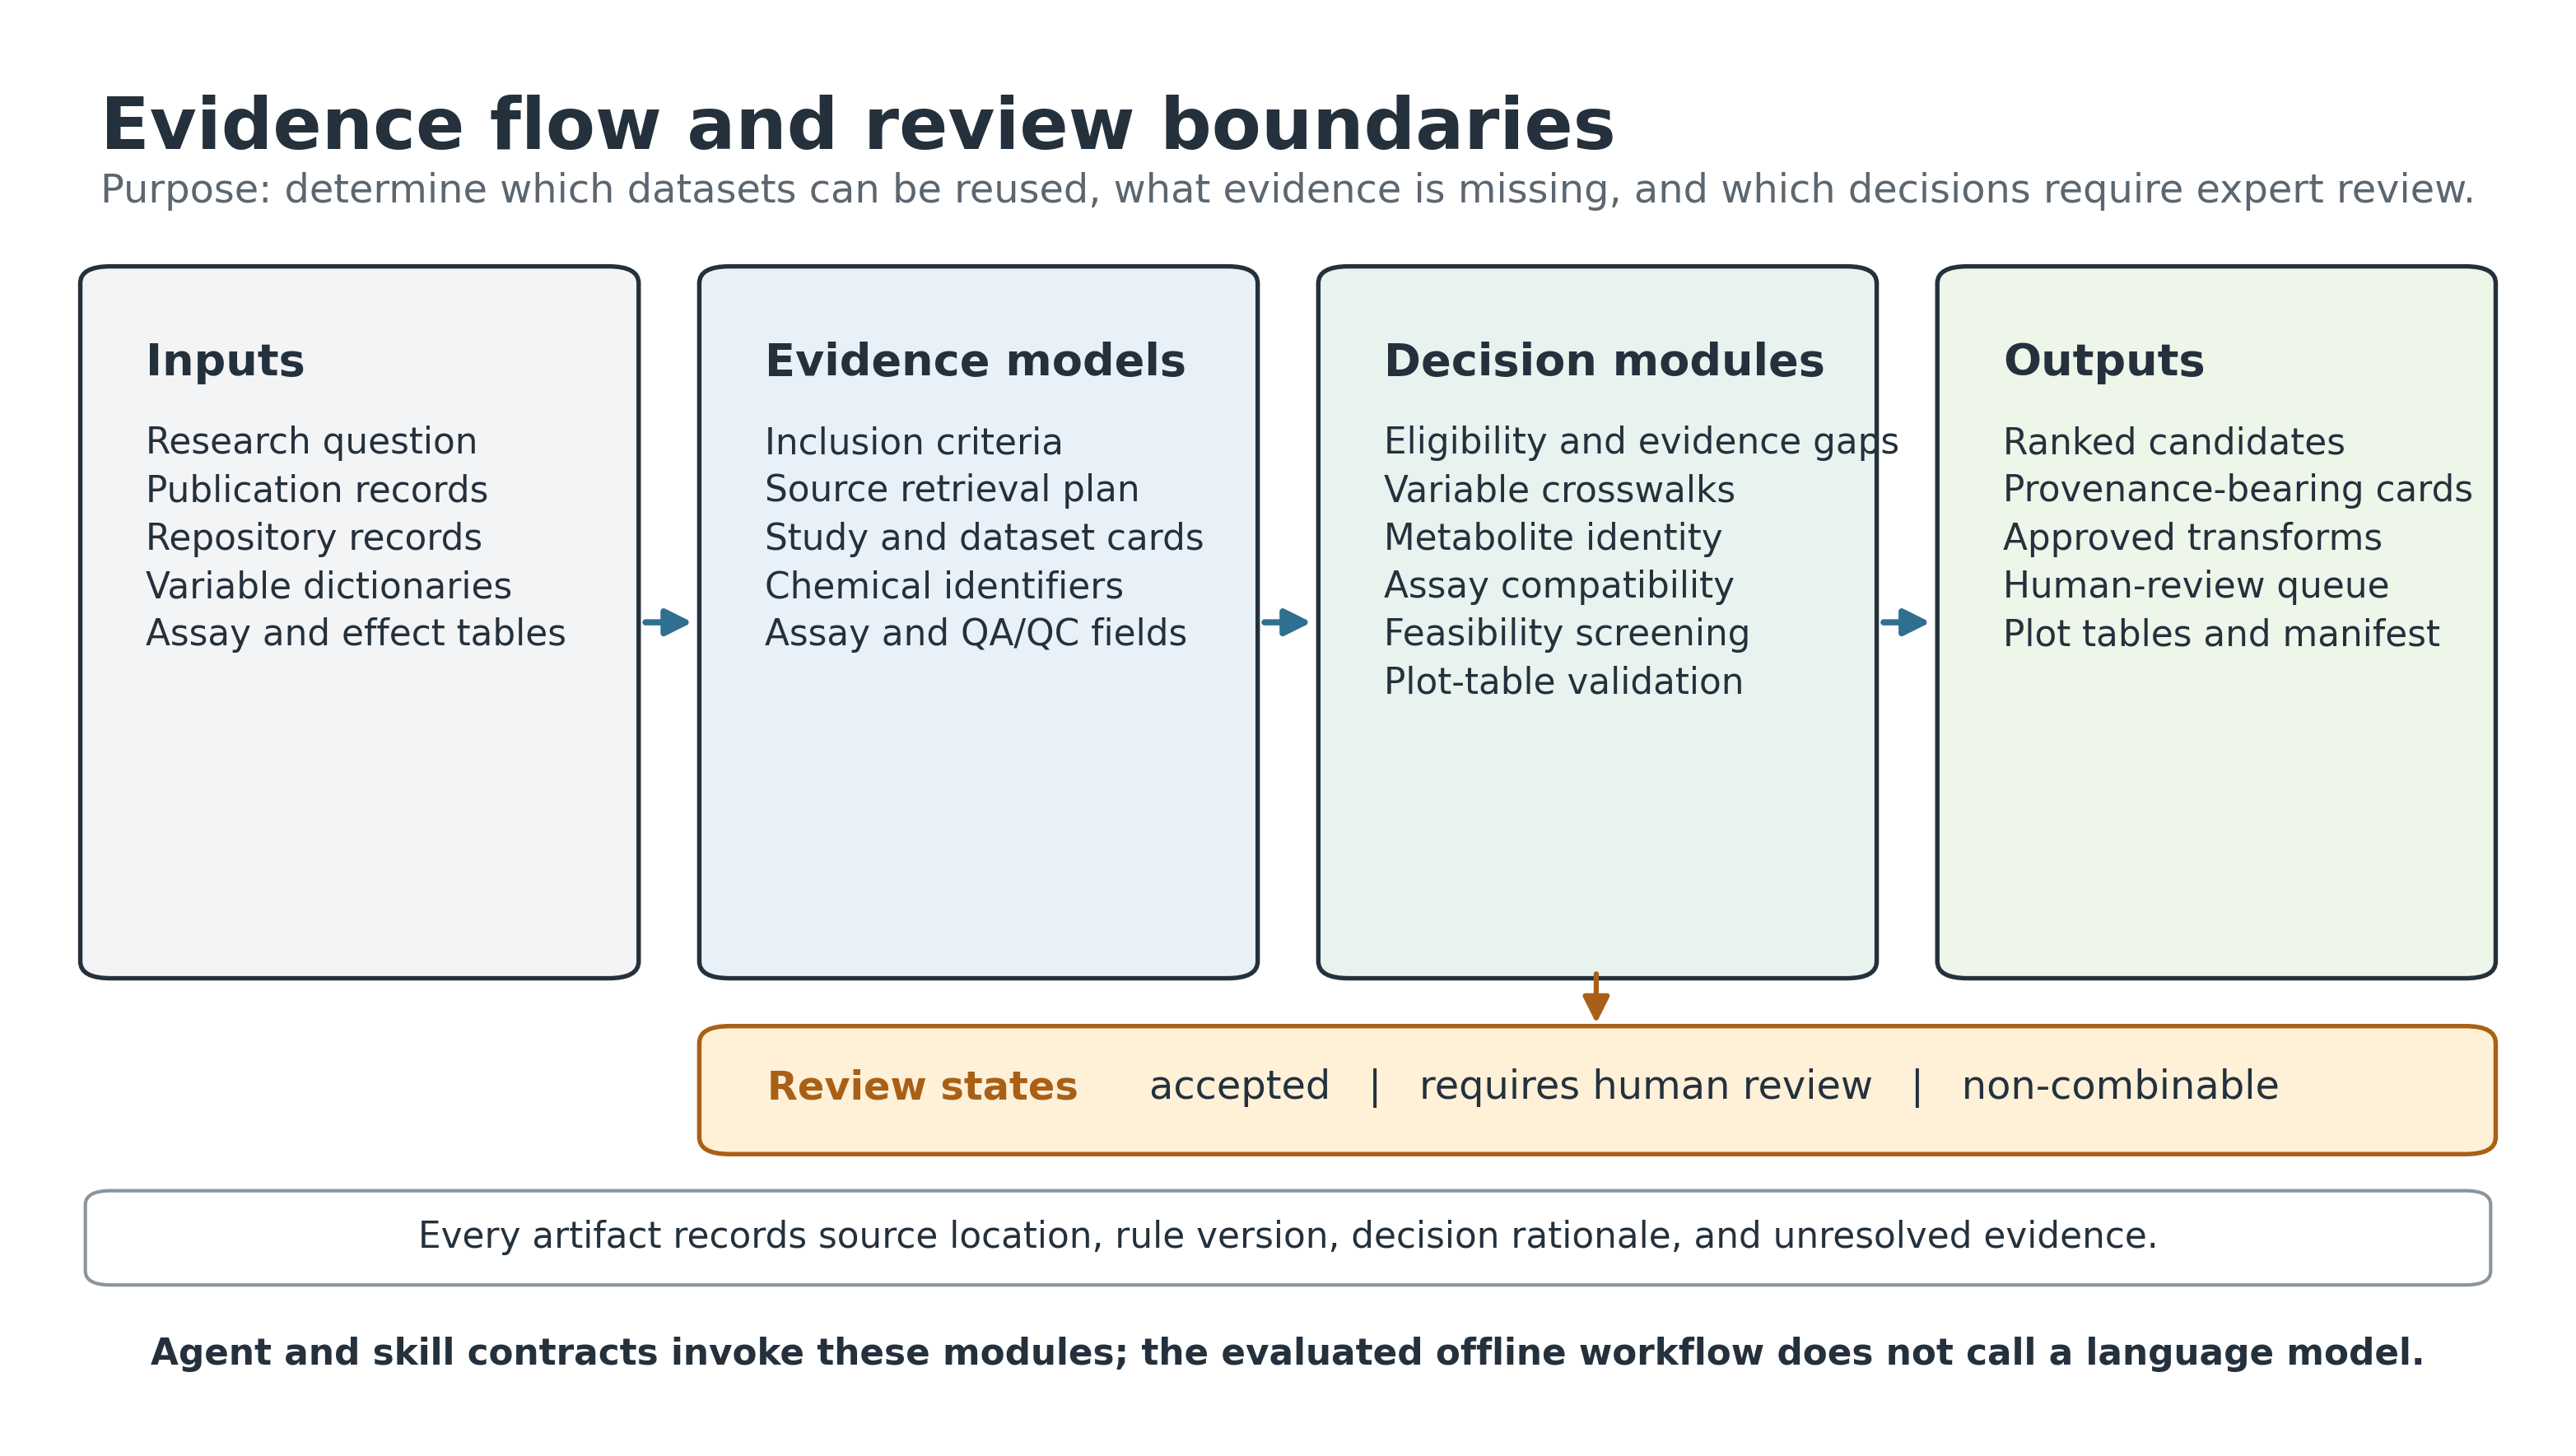 Evidence flow and review boundaries
Purpose: determine which datasets can be reused, what evidence is missing, and which decisions require expert review.
Inputs
Research question
Publication records
Repository records
Variable dictionaries
Assay and effect tables
Evidence models
Inclusion criteria
Source retrieval plan
Study and dataset cards
Chemical identifiers
Assay and QA/QC fields
Decision modules
Eligibility and evidence gaps
Variable crosswalks
Metabolite identity
Assay compatibility
Feasibility screening
Plot-table validation
Outputs
Ranked candidates
Provenance-bearing cards
Approved transforms
Human-review queue
Plot tables and manifest
Review states accepted | requires human review | non-combinable
Every artifact records source location, rule version, decision rationale, and unresolved evidence.
Agent and skill contracts invoke these modules; the evaluated offline workflow does not call a language model.